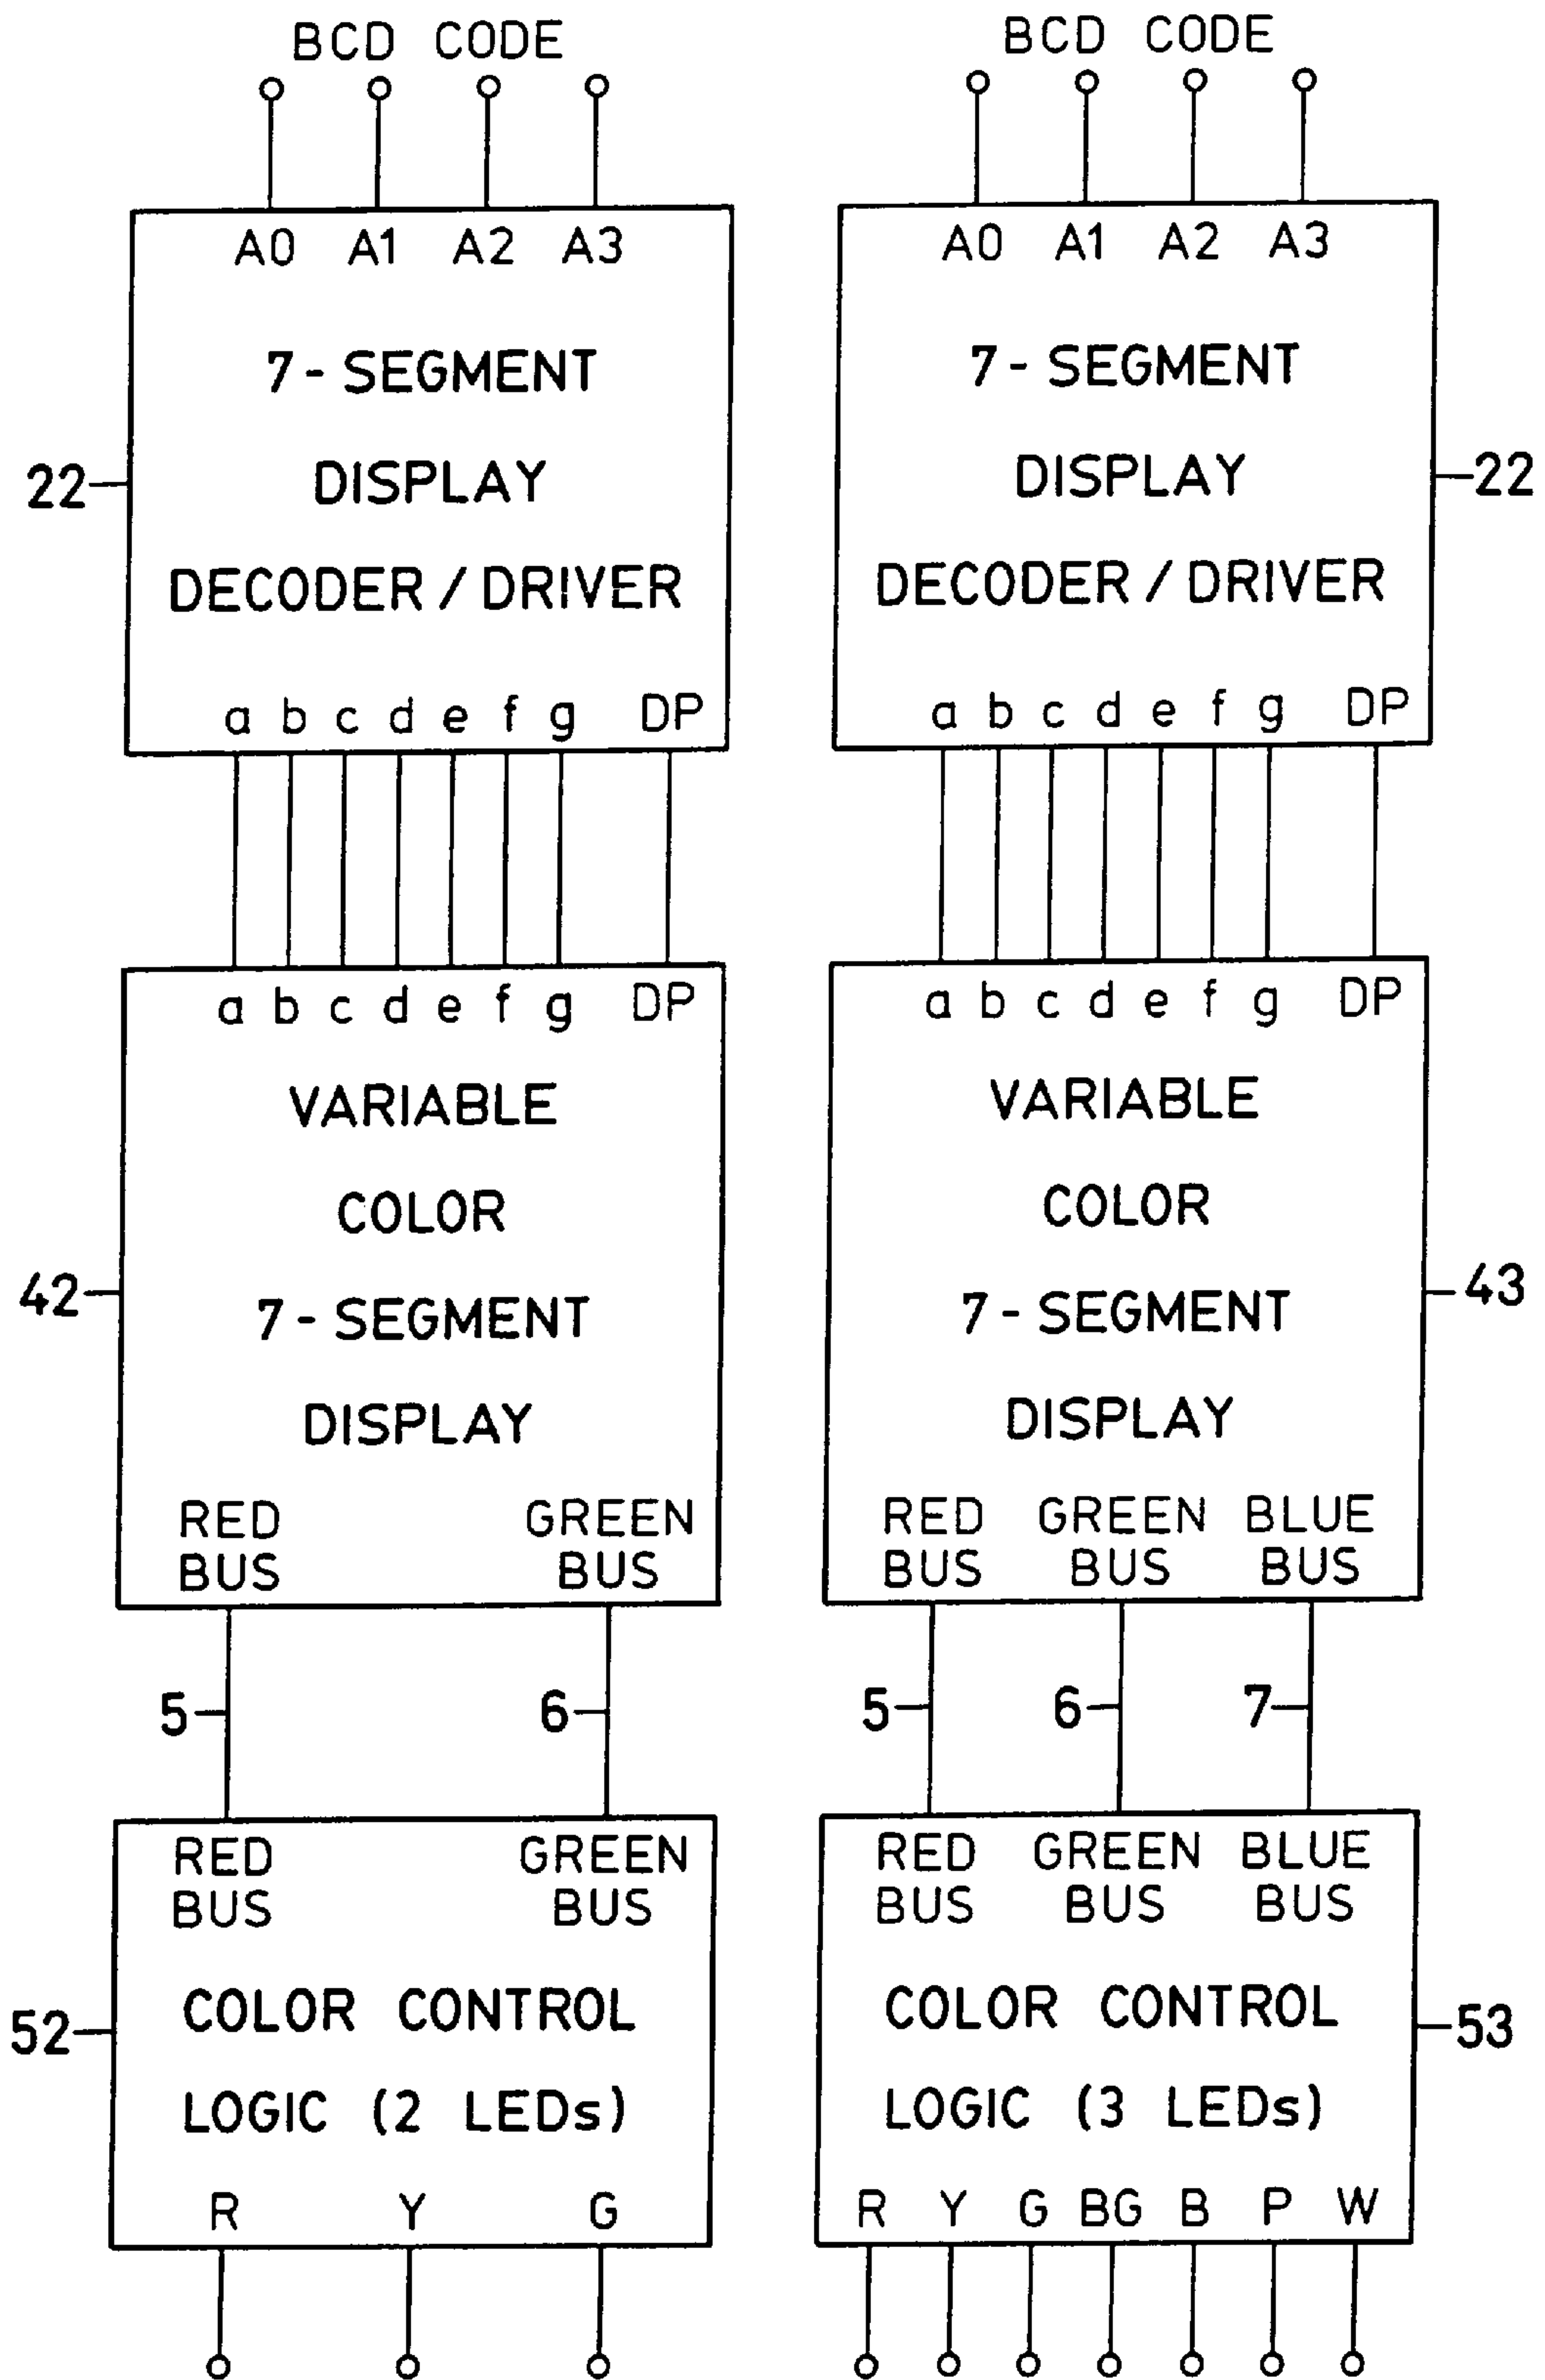 BCD CODE
A0 A1 A2 A3
7 - SEGMENT
DISPLAY
DECODER / DRIVER
22
a b c d e f g DP
a b c d e f g DP
VARIABLE
COLOR
7 - SEGMENT
DISPLAY
42
RED BUS
GREEN BUS
5
6
RED BUS
GREEN BUS
COLOR CONTROL
LOGIC (2 LEDs)
52
R Y G
BCD CODE
A0 A1 A2 A3
7 - SEGMENT
DISPLAY
DECODER / DRIVER
22
a b c d e f g DP
a b c d e f g DP
VARIABLE
COLOR
7 - SEGMENT
DISPLAY
43
RED BUS
GREEN BUS
BLUE BUS
5
6
7
RED BUS
GREEN BUS
BLUE BUS
COLOR CONTROL
LOGIC (3 LEDs)
53
R Y G BG B P W